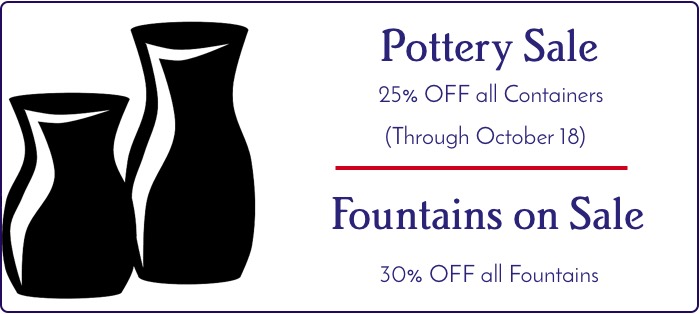 Pottery Sale
25% OFF all Containers
(Through October 18)
Fountains on Sale
30% OFF all Fountains